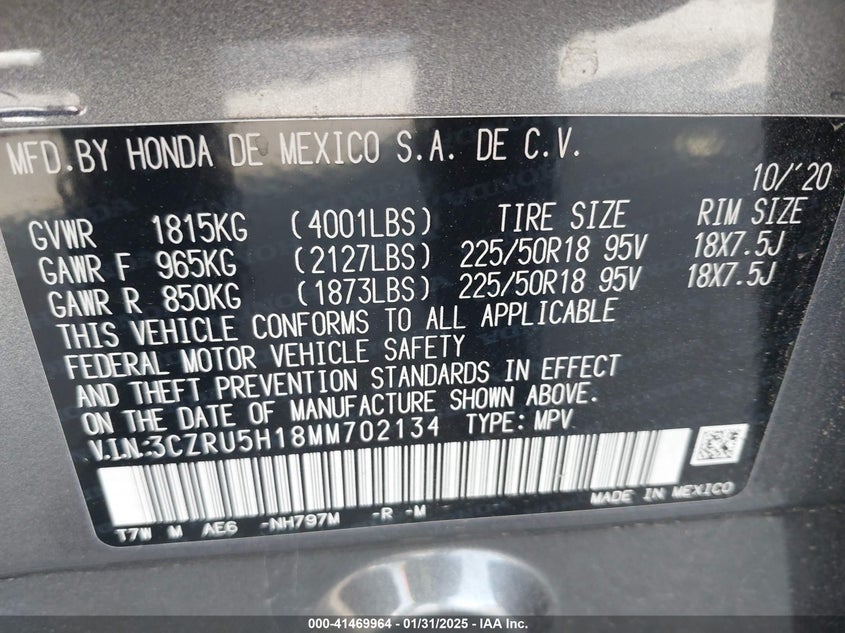 MFD.BY HONDA DE MEXICO S.A. DE C.V.
10/'20
GVWR 1815KG (4001LBS) TIRE SIZE RIM SIZE
GAWR F 965KG (2127LBS) 225/50R18 95V 18X7.5J
GAWR R 850KG (1873LBS) 225/50R18 95V 18X7.5J
THIS VEHICLE CONFORMS TO ALL APPLICABLE
FEDERAL MOTOR VEHICLE SAFETY
AND THEFT PREVENTION STANDARDS IN EFFECT
ON THE DATE OF MANUFACTURE SHOWN ABOVE.
V.I.N:3CZRU5H18MM702134 TYPE: MPV
MADE IN MEXICO
T7W M AE6 -NH797M -R -M
000-41469964 - 01/31/2025 - IAA Inc.